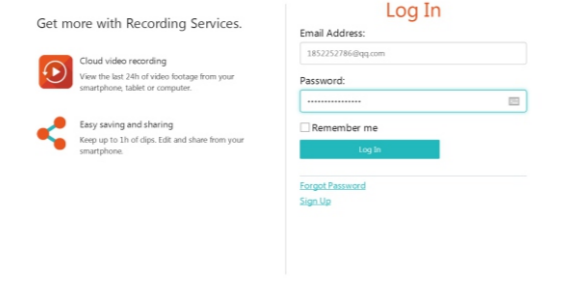 Get more with Recording Services.
Cloud video recording
View the last 24h of video footage from your
smartphone, tablet or computer.
Easy saving and sharing
Keep up to 1h of clips. Edit and share from your
smartphone.
Log In
Email Address:
1852252786@qq.com
Password:
••••••••••••••••
Remember me
Log In
Forgot Password
Sign Up